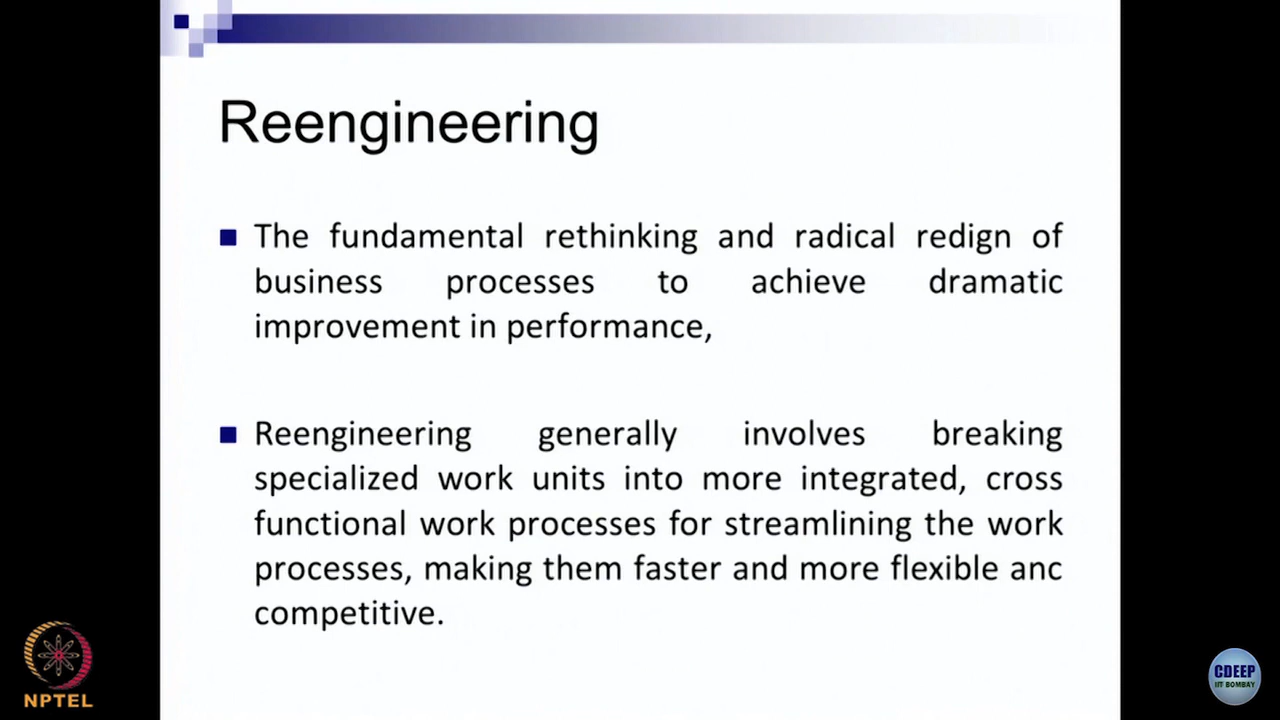 Reengineering
The fundamental rethinking and radical redign of
business processes to achieve dramatic
improvement in performance,
Reengineering generally involves breaking
specialized work units into more integrated, cross
functional work processes for streamlining the work
processes, making them faster and more flexible anc
competitive.
NPTEL
CDEEP
IIT BOMBAY